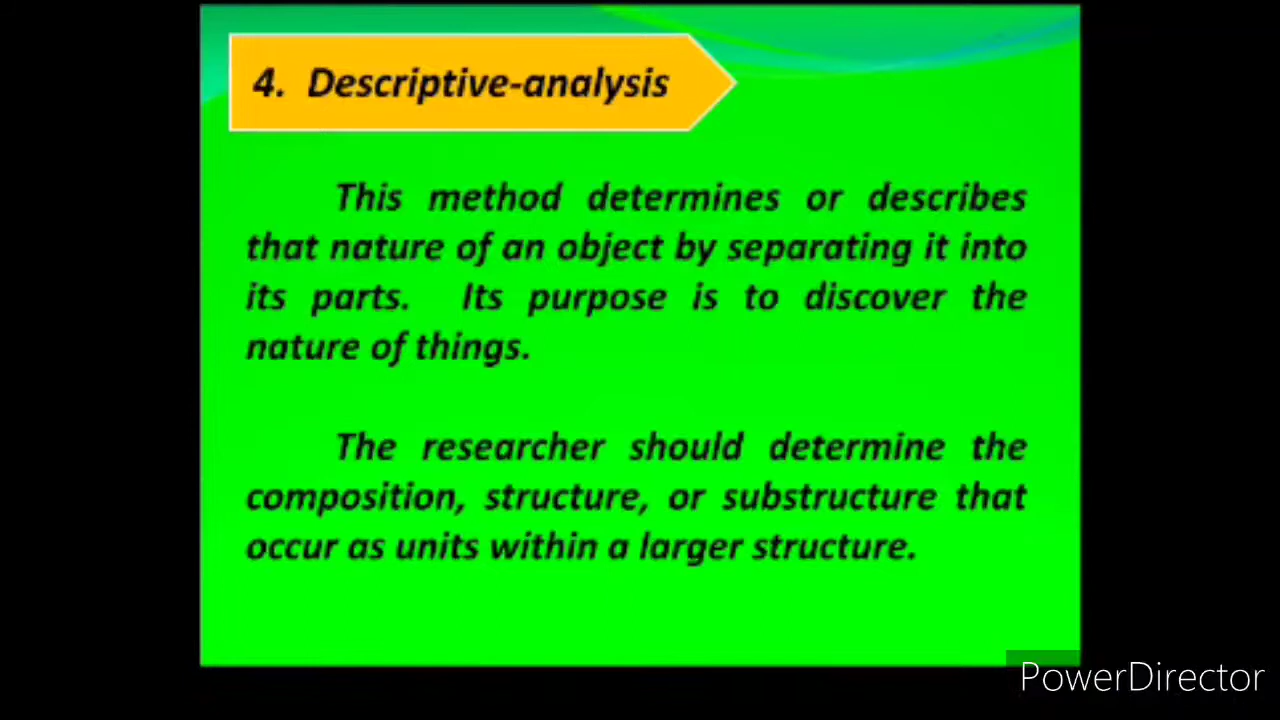 4. Descriptive-analysis
This method determines or describes
that nature of an object by separating it into
its parts. Its purpose is to discover the
nature of things.
The researcher should determine the
composition, structure, or substructure that
occur as units within a larger structure.
PowerDirector